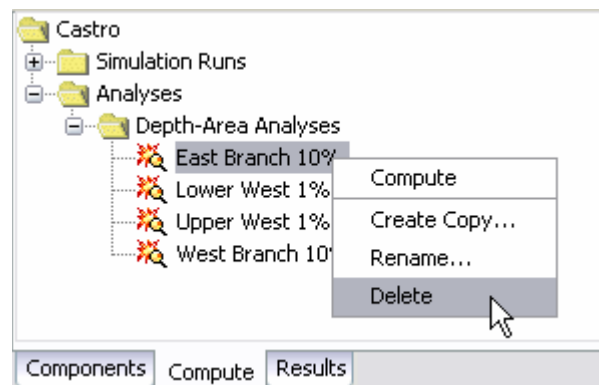 Castro
Simulation Runs
Analyses
Depth-Area Analyses
East Branch 10%
Lower West 1%
Upper West 1%
West Branch 10
Compute
Create Copy...
Rename...
Delete
Components Compute Results